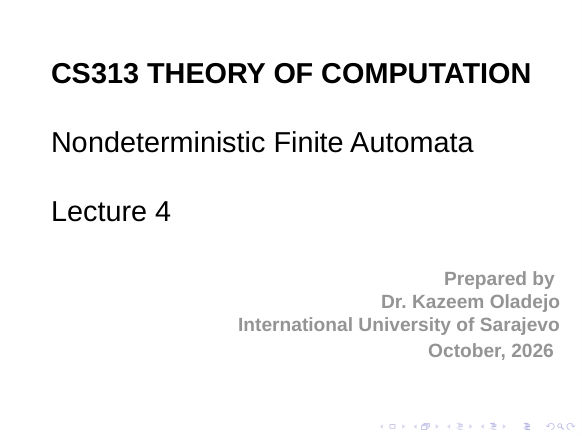 CS313 THEORY OF COMPUTATION
Nondeterministic Finite Automata
Lecture 4
Prepared by
Dr. Kazeem Oladejo
International University of Sarajevo
October, 2026